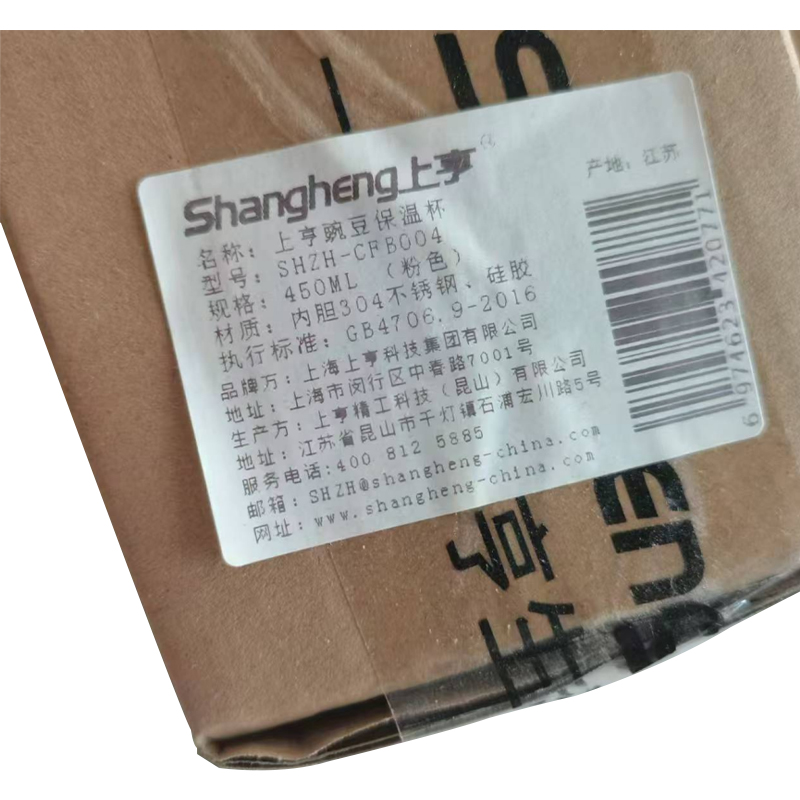 Shangheng上亨
产地：江苏
名称：上亨豌豆保温杯
型号：SHZH-CFB004
规格：450ML （粉色）
材质：内胆304不锈钢、硅胶
执行标准：GB4706.9-2016
品牌方：上海上亨科技集团有限公司
地址：上海市闵行区中春路7001号
生产方：上亨精工科技（昆山）有限公司
地址：江苏省昆山市千灯镇石浦宏川路5号
服务电话:400 812 5885
邮箱：SHZH@shangheng-china.com
网址：www.shangheng-china.com
6 974623 420771